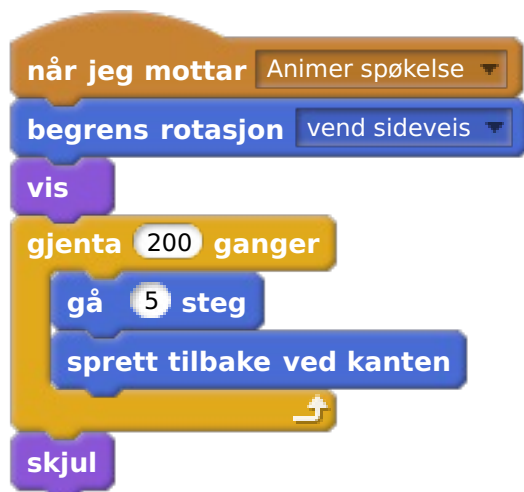 når jeg mottar Animer spøkelse
begrens rotasjon vend sideveis
vis
gjenta 200 ganger
gå 5 steg
sprett tilbake ved kanten
skjul